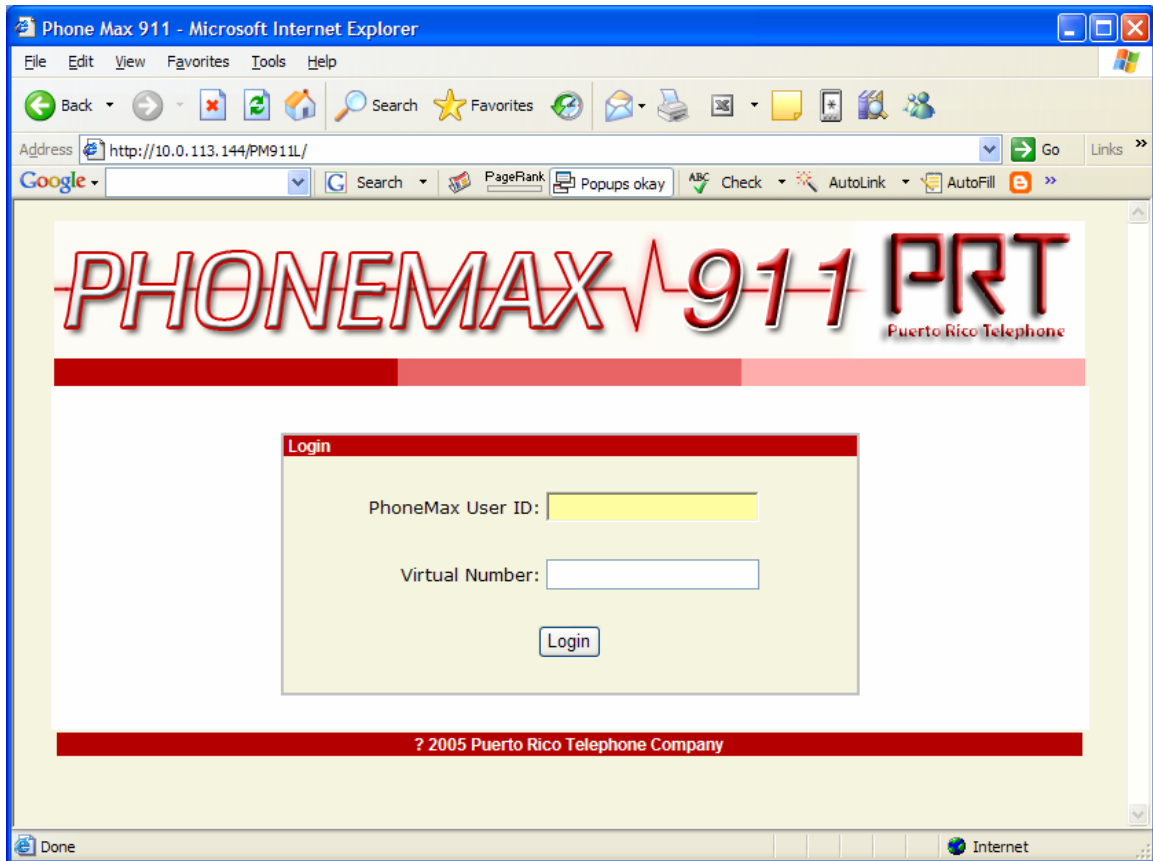 Phone Max 911 - Microsoft Internet Explorer
File Edit View Favorites Tools Help
Back Search Favorites
Address http://10.0.113.144/PM911L/ Go Links »
Google Search PageRank Popups okay ABC Check AutoLink AutoFill »
PHONEMAX 911 PRT
Puerto Rico Telephone
Login
PhoneMax User ID:
Virtual Number:
Login
? 2005 Puerto Rico Telephone Company
Done Internet